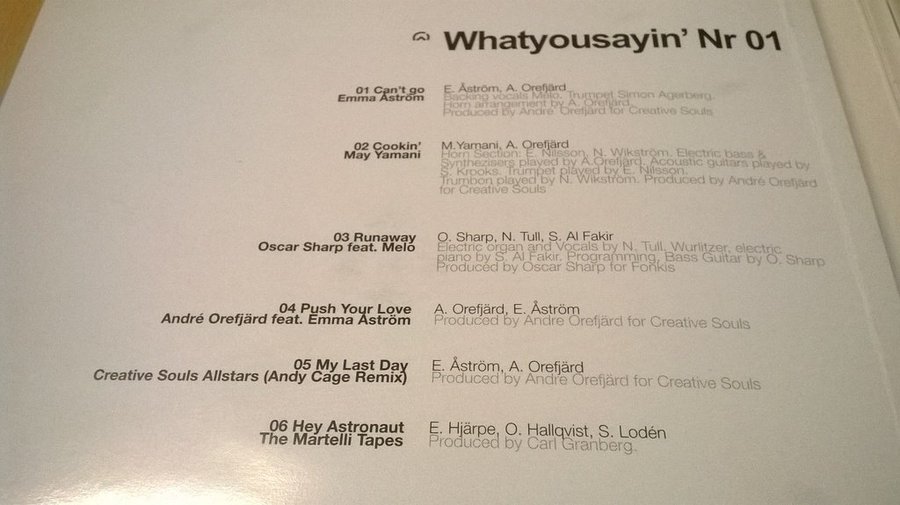 Whatyousayin' Nr 01
01 Can't go
Emma Åström
E. Åström, A. Orefjärd
Backing vocals Melo. Trumpet Simon Agerberg.
Horn arrangement by A. Orefjärd.
Produced by André Orefjärd for Creative Souls
02 Cookin'
May Yamani
M.Yamani, A. Orefjärd
Horn Section: E. Nilsson, N. Wikström. Electric bass &
Synthezisers played by A.Orefjärd. Acoustic guitars played by
S. Krooks. Trumpet played by E. Nilsson.
Trumbon played by N. Wikström. Produced by André Orefjärd
for Creative Souls
03 Runaway
Oscar Sharp feat. Melo
O. Sharp, N. Tull, S. Al Fakir
Electric organ and Vocals by N. Tull. Wurlitzer, electric
piano by S. Al Fakir. Programming, Bass Guitar by O. Sharp
Produced by Oscar Sharp for Fonkis
04 Push Your Love
André Orefjärd feat. Emma Åström
A. Orefjärd, E. Åström
Produced by André Orefjärd for Creative Souls
05 My Last Day
Creative Souls Allstars (Andy Cage Remix)
E. Åström, A. Orefjärd
Produced by André Orefjärd for Creative Souls
06 Hey Astronaut
The Martelli Tapes
E. Hjärpe, O. Hallqvist, S. Lodén
Produced by Carl Granberg.